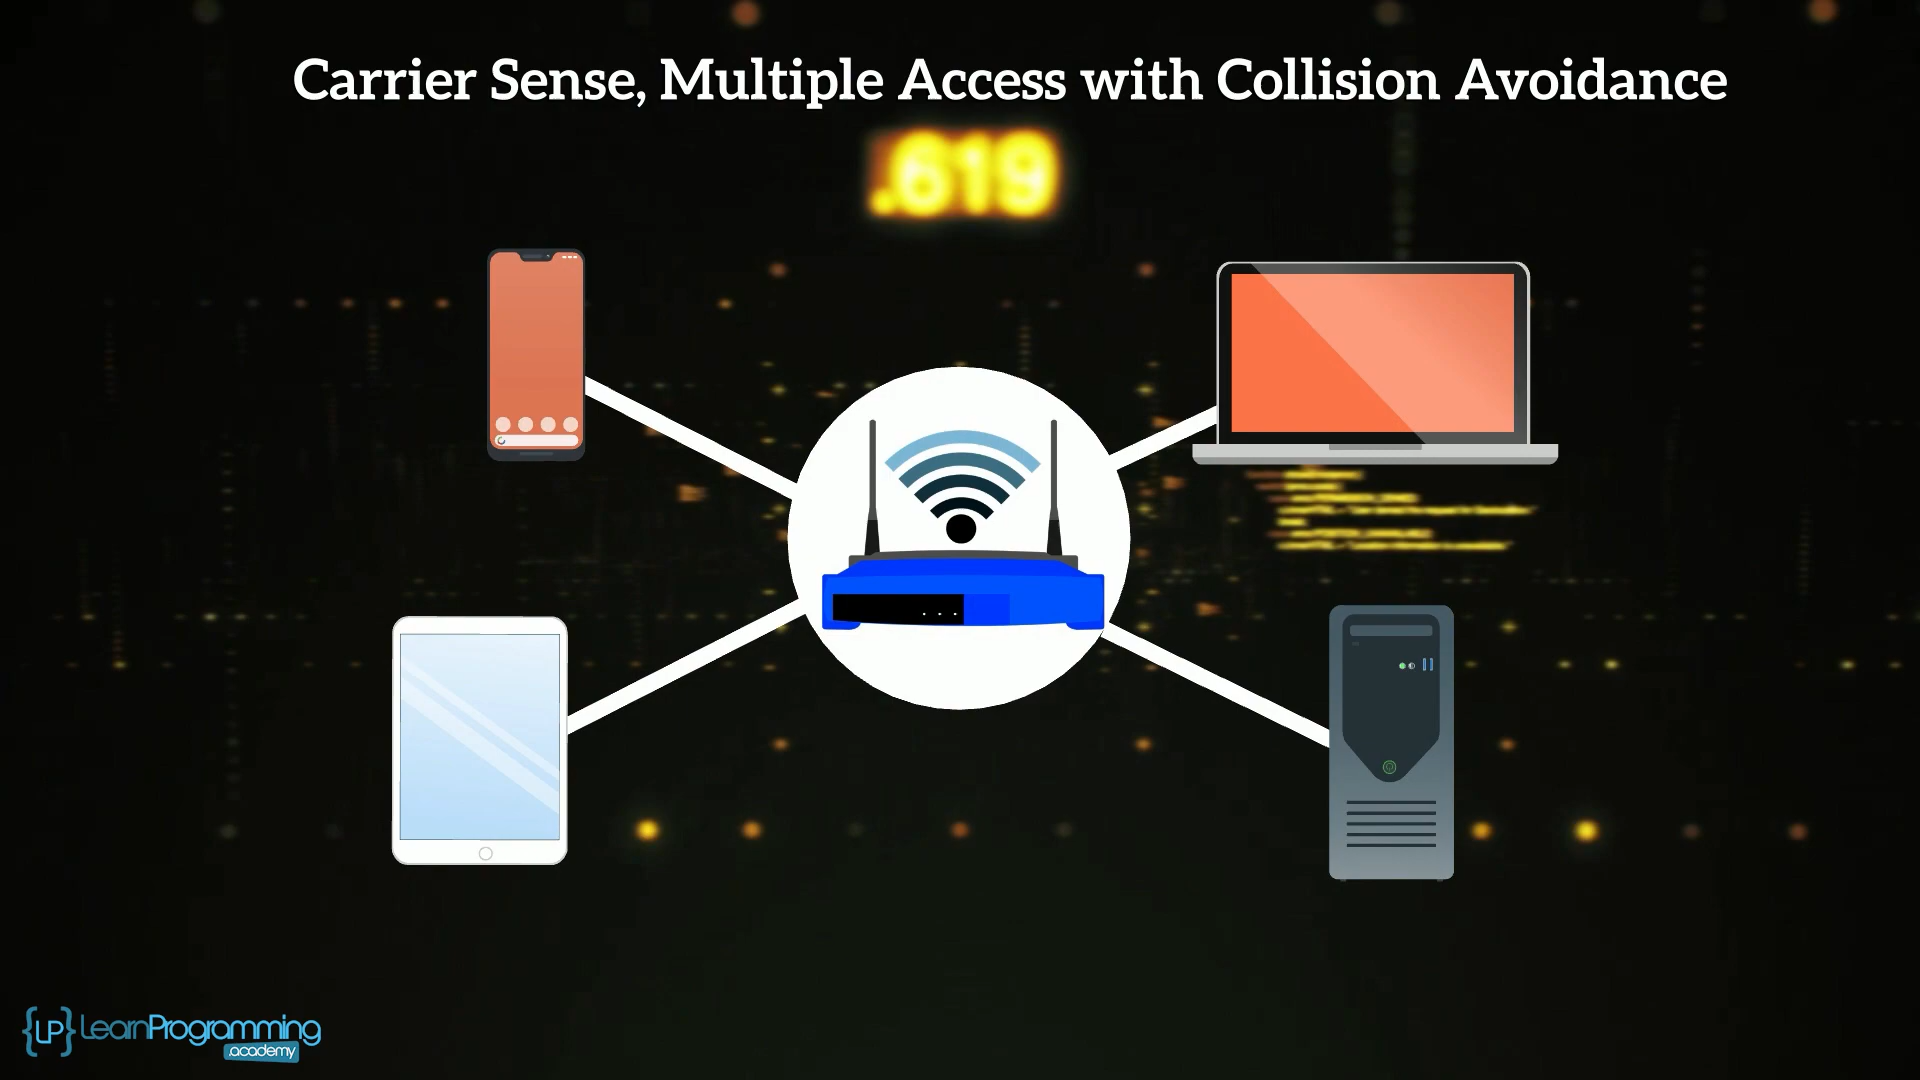 Carrier Sense, Multiple Access with Collision Avoidance
.619
{LP} LearnProgramming
.academy